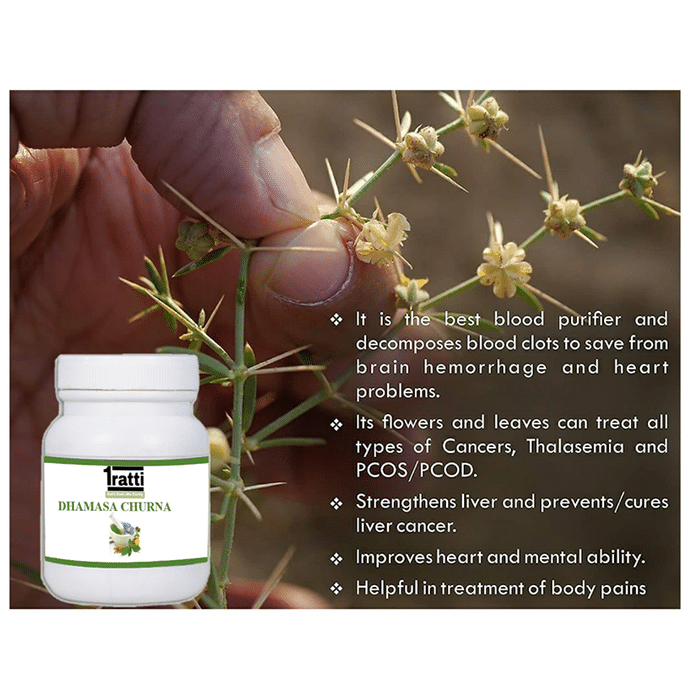 1ratti
DHAMASA CHURNA
❖ It is the best blood purifier and
decomposes blood clots to save from
brain hemorrhage and heart
problems.
❖ Its flowers and leaves can treat all
types of Cancers, Thalasemia and
PCOS/PCOD.
❖ Strengthens liver and prevents/cures
liver cancer.
❖ Improves heart and mental ability.
❖ Helpful in treatment of body pains